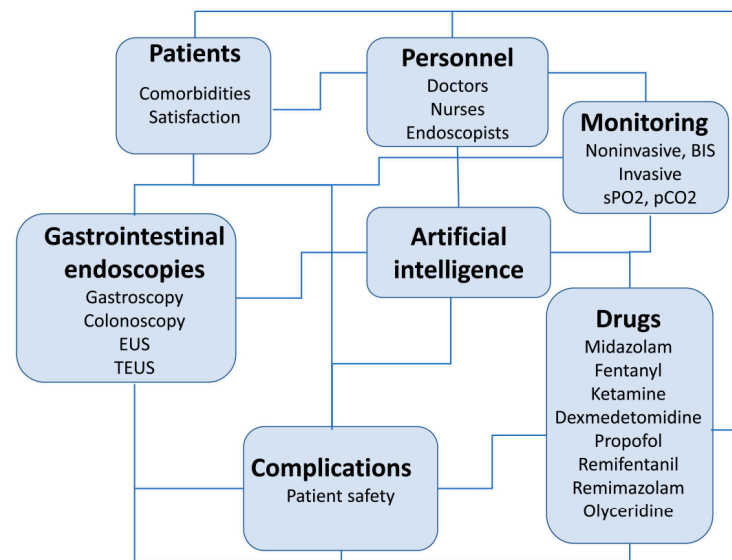 Patients
Comorbidities
Satisfaction
Personnel
Doctors
Nurses
Endoscopists
Monitoring
Noninvasive, BIS
Invasive
sPO2, pCO2
Gastrointestinal
endoscopies
Gastroscopy
Colonoscopy
EUS
TEUS
Artificial
intelligence
Drugs
Midazolam
Fentanyl
Ketamine
Dexmedetomidine
Propofol
Remifentanil
Remimazolam
Olyceridine
Complications
Patient safety